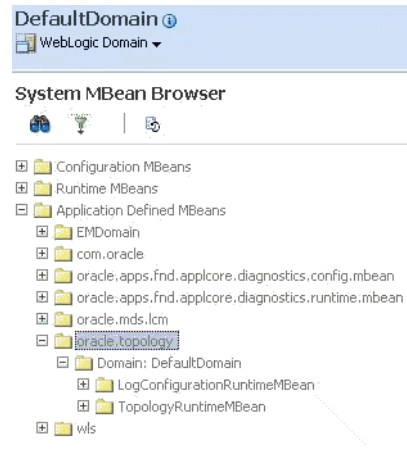 DefaultDomain
WebLogic Domain
System MBean Browser
Configuration MBeans
Runtime MBeans
Application Defined MBeans
EMDomain
com.oracle
oracle.apps.fnd.applcore.diagnostics.config.mbean
oracle.apps.fnd.applcore.diagnostics.runtime.mbean
oracle.mds.lcm
oracle.topology
Domain: DefaultDomain
LogConfigurationRuntimeMBean
TopologyRuntimeMBean
wls